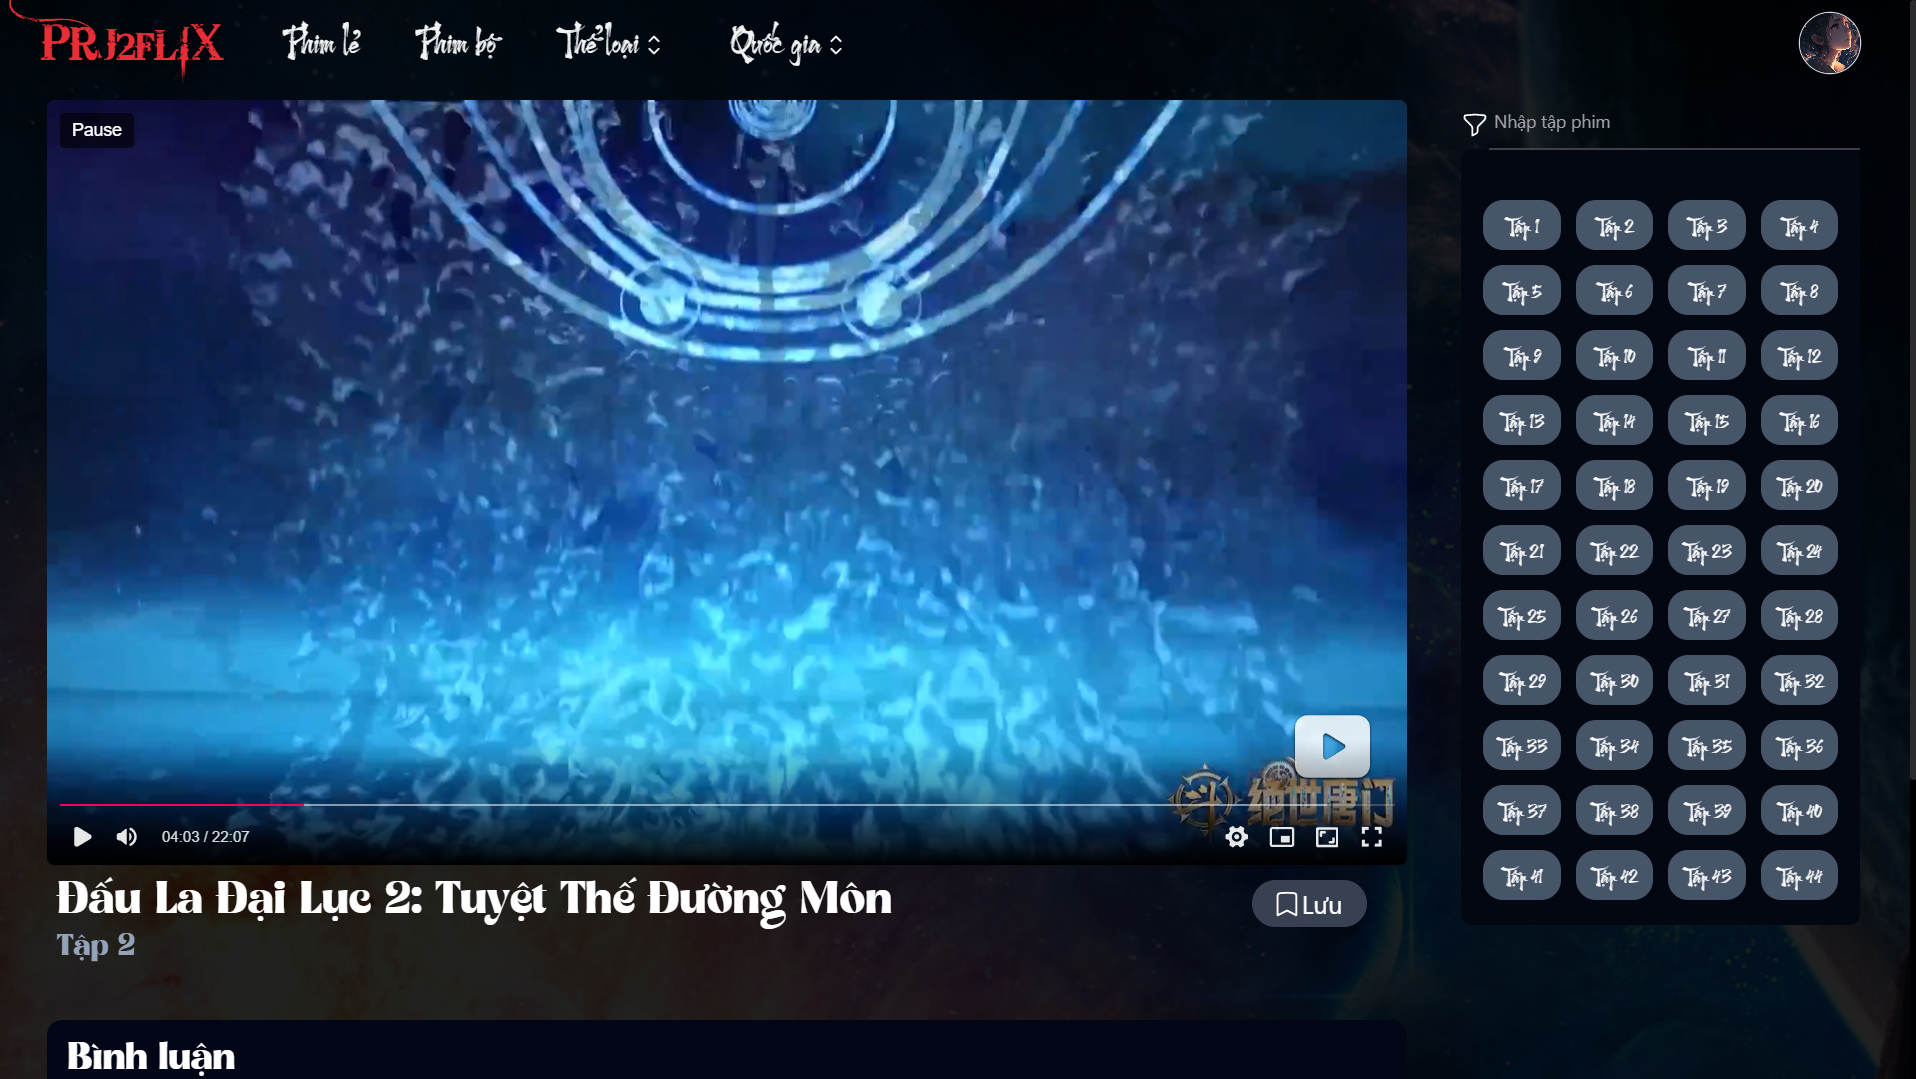 PRJ2FLIX Phim lẻ Phim bộ Thể loại Quốc gia
Pause
Nhập tập phim
Tập 1 Tập 2 Tập 3 Tập 4
Tập 5 Tập 6 Tập 7 Tập 8
Tập 9 Tập 10 Tập 11 Tập 12
Tập 13 Tập 14 Tập 15 Tập 16
Tập 17 Tập 18 Tập 19 Tập 20
Tập 21 Tập 22 Tập 23 Tập 24
Tập 25 Tập 26 Tập 27 Tập 28
Tập 29 Tập 30 Tập 31 Tập 32
Tập 33 Tập 34 Tập 35 Tập 36
Tập 37 Tập 38 Tập 39 Tập 40
Tập 41 Tập 42 Tập 43 Tập 44
绝世唐门
04:03 / 22:07
Đấu La Đại Lục 2: Tuyệt Thế Đường Môn
Lưu
Tập 2
Bình luận